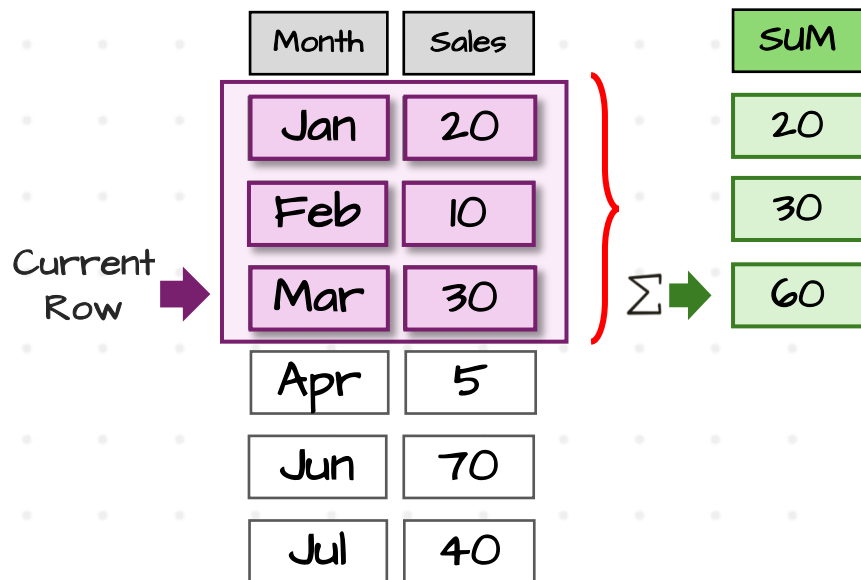 Month Sales SUM
Jan 20 20
Feb 10 30
Current
Row
Mar 30 Σ 60
Apr 5
Jun 70
Jul 40